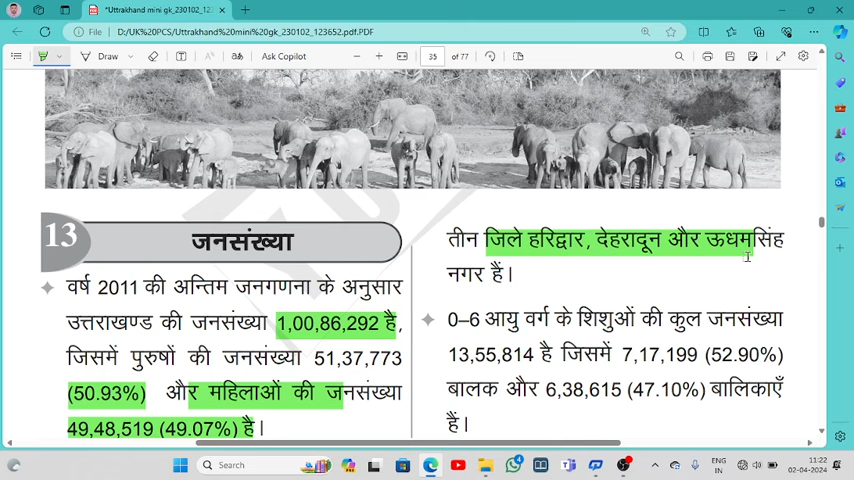 *Uttrakhand mini gk_230102_123
File
D:/UK%20PCS/Uttrakhand%20mini%20gk_230102_123652.pdf.PDF
Draw
Ask Copilot
35 of 77
13
जनसंख्या
वर्ष 2011 की अन्तिम जनगणना के अनुसार
उत्तराखण्ड की जनसंख्या 1,00,86,292 है,
जिसमें पुरुषों की जनसंख्या 51,37,773
(50.93%) और महिलाओं की जनसंख्या
49,48,519 (49.07%) है।
तीन जिले हरिद्वार, देहरादून और ऊधमसिंह
नगर हैं।
0–6 आयु वर्ग के शिशुओं की कुल जनसंख्या
13,55,814 है जिसमें 7,17,199 (52.90%)
बालक और 6,38,615 (47.10%) बालिकाएँ
हैं।
Search
ENG
IN
11:22
02-04-2024